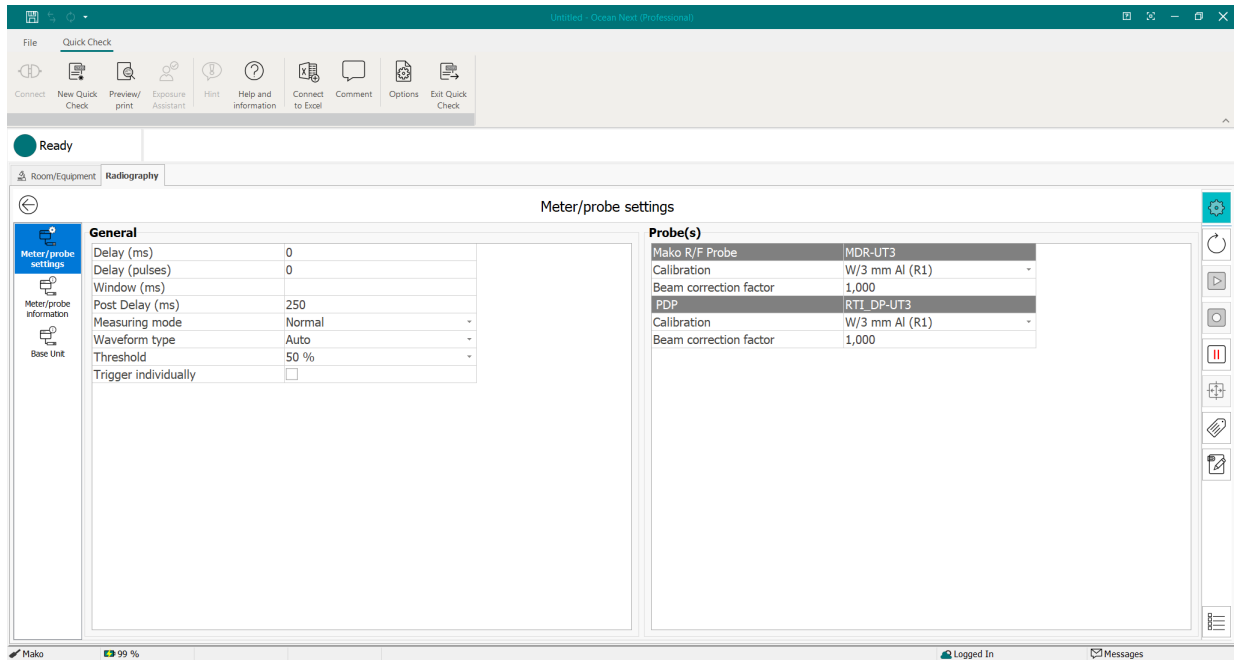 Untitled - Ocean Next (Professional)
File Quick Check
Connect New Quick Check Preview/ print Exposure Assistant Hint Help and information Connect to Excel Comment Options Exit Quick Check
Ready
Room/Equipment Radiography
Meter/probe settings
Meter/probe settings
Meter/probe information
Base Unit
General
Delay (ms) 0
Delay (pulses) 0
Window (ms)
Post Delay (ms) 250
Measuring mode Normal
Waveform type Auto
Threshold 50 %
Trigger individually
Probe(s)
Mako R/F Probe MDR-UT3
Calibration W/3 mm Al (R1)
Beam correction factor 1,000
PDP RTI_DP-UT3
Calibration W/3 mm Al (R1)
Beam correction factor 1,000
Mako 99 % Logged In Messages